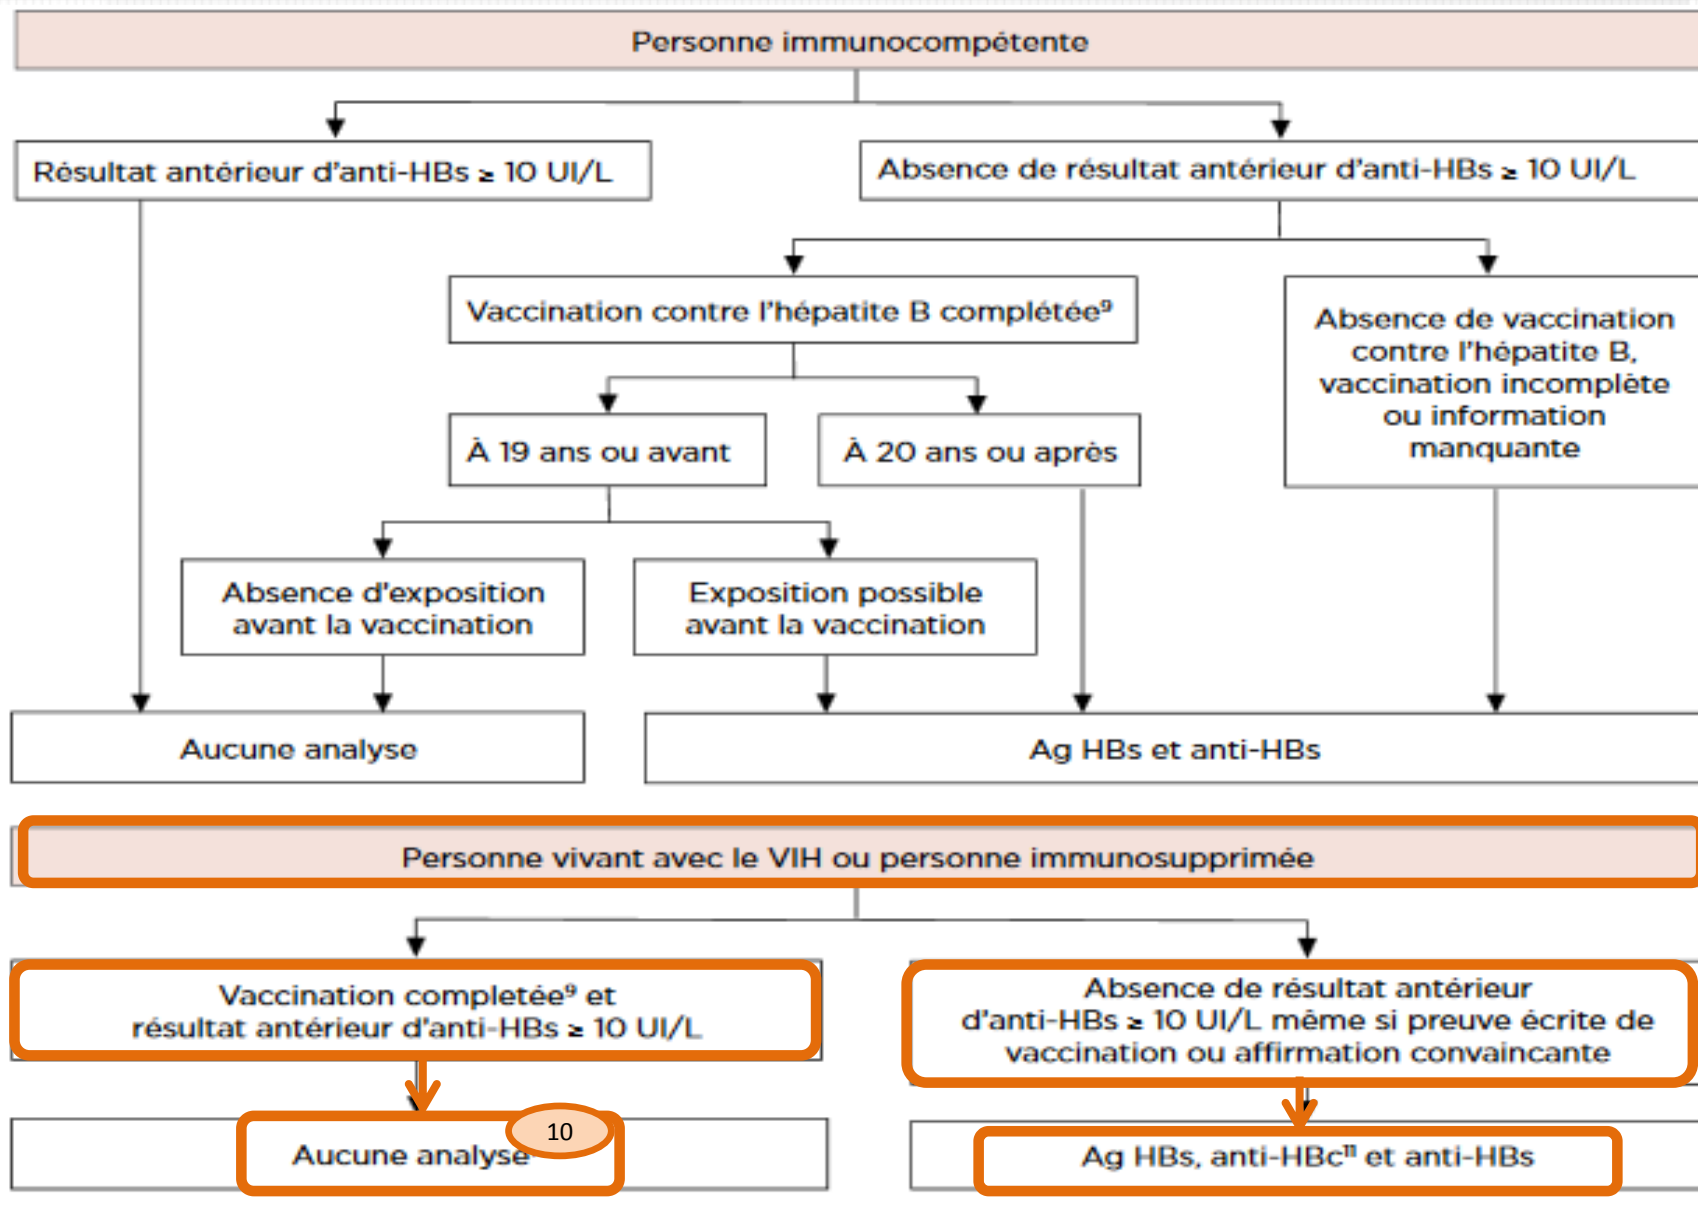 Personne immunocompétente
Résultat antérieur d'anti-HBs ≥ 10 UI/L
Absence de résultat antérieur d'anti-HBs ≥ 10 UI/L
Vaccination contre l'hépatite B complétée⁹
Absence de vaccination
contre l'hépatite B,
vaccination incomplète
ou information
manquante
À 19 ans ou avant
À 20 ans ou après
Absence d'exposition
avant la vaccination
Exposition possible
avant la vaccination
Aucune analyse
Ag HBs et anti-HBs
Personne vivant avec le VIH ou personne immunosupprimée
Vaccination completée⁹ et
résultat antérieur d'anti-HBs ≥ 10 UI/L
Absence de résultat antérieur
d'anti-HBs ≥ 10 UI/L même si preuve écrite de
vaccination ou affirmation convaincante
Aucune analyse 10
Ag HBs, anti-HBc¹¹ et anti-HBs